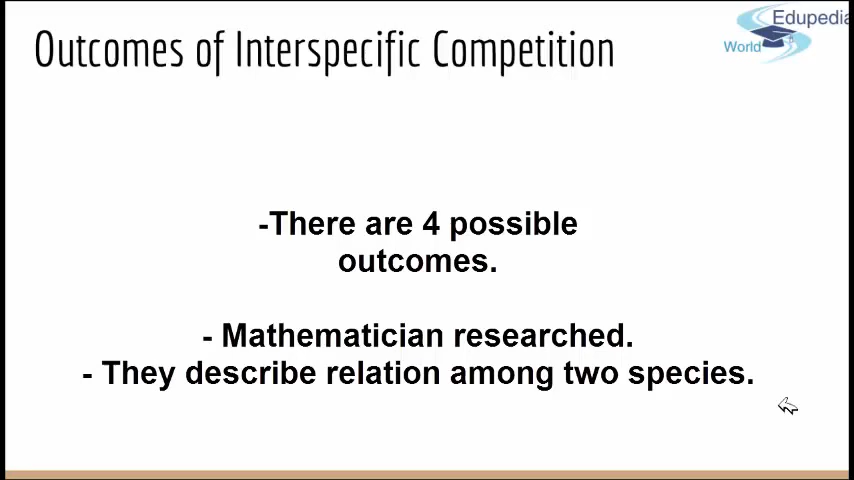 Outcomes of Interspecific Competition
Edupedia
World
-There are 4 possible
outcomes.
- Mathematician researched.
- They describe relation among two species.